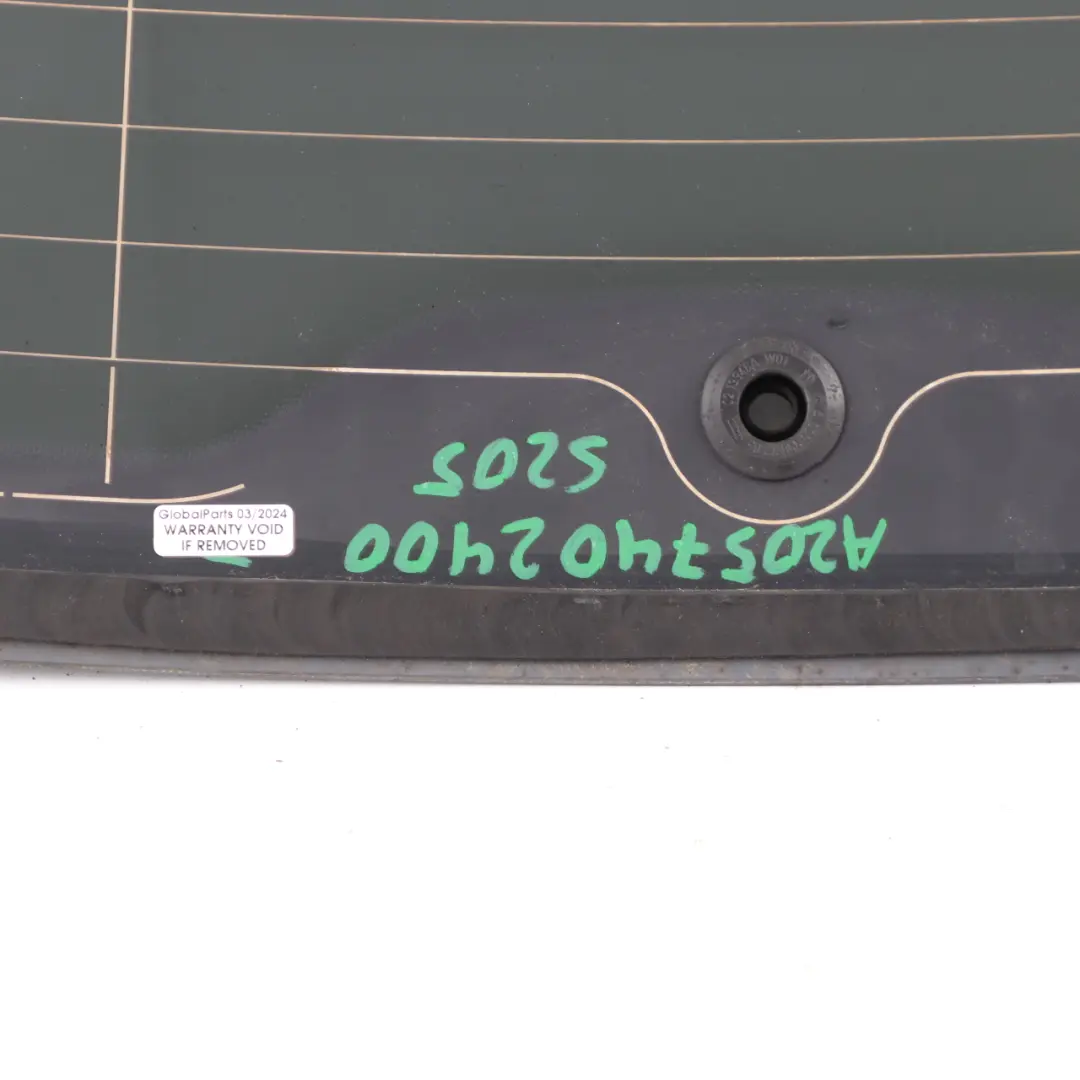 S205
A2057402400
GlobalParts 03/2024
WARRANTY VOID
IF REMOVED